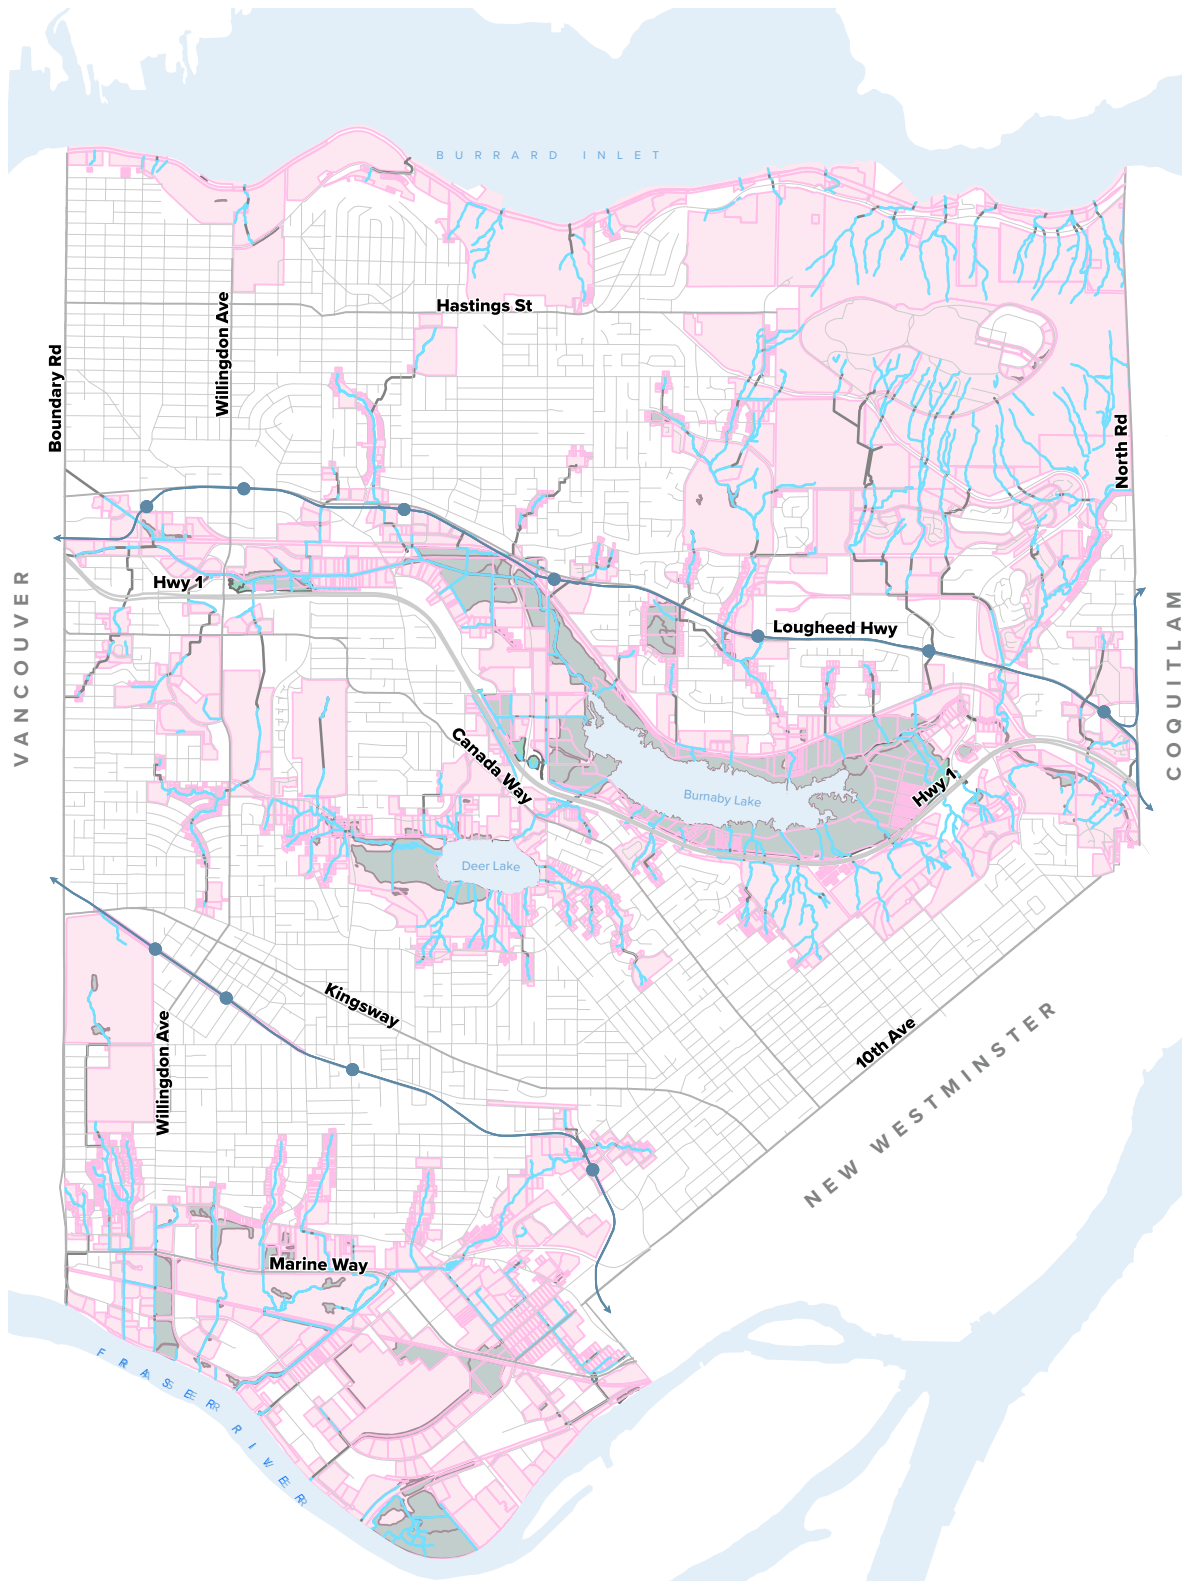 BURRARD INLET
Hastings St
Willingdon Ave
Boundary Rd
North Rd
Hwy 1
VANCOUVER
COQUITLAM
Lougheed Hwy
Canada Way
Burnaby Lake
Hwy 1
Deer Lake
Kingsway
Willingdon Ave
10th Ave
NEW WESTMINSTER
Marine Way
FRASER RIVER